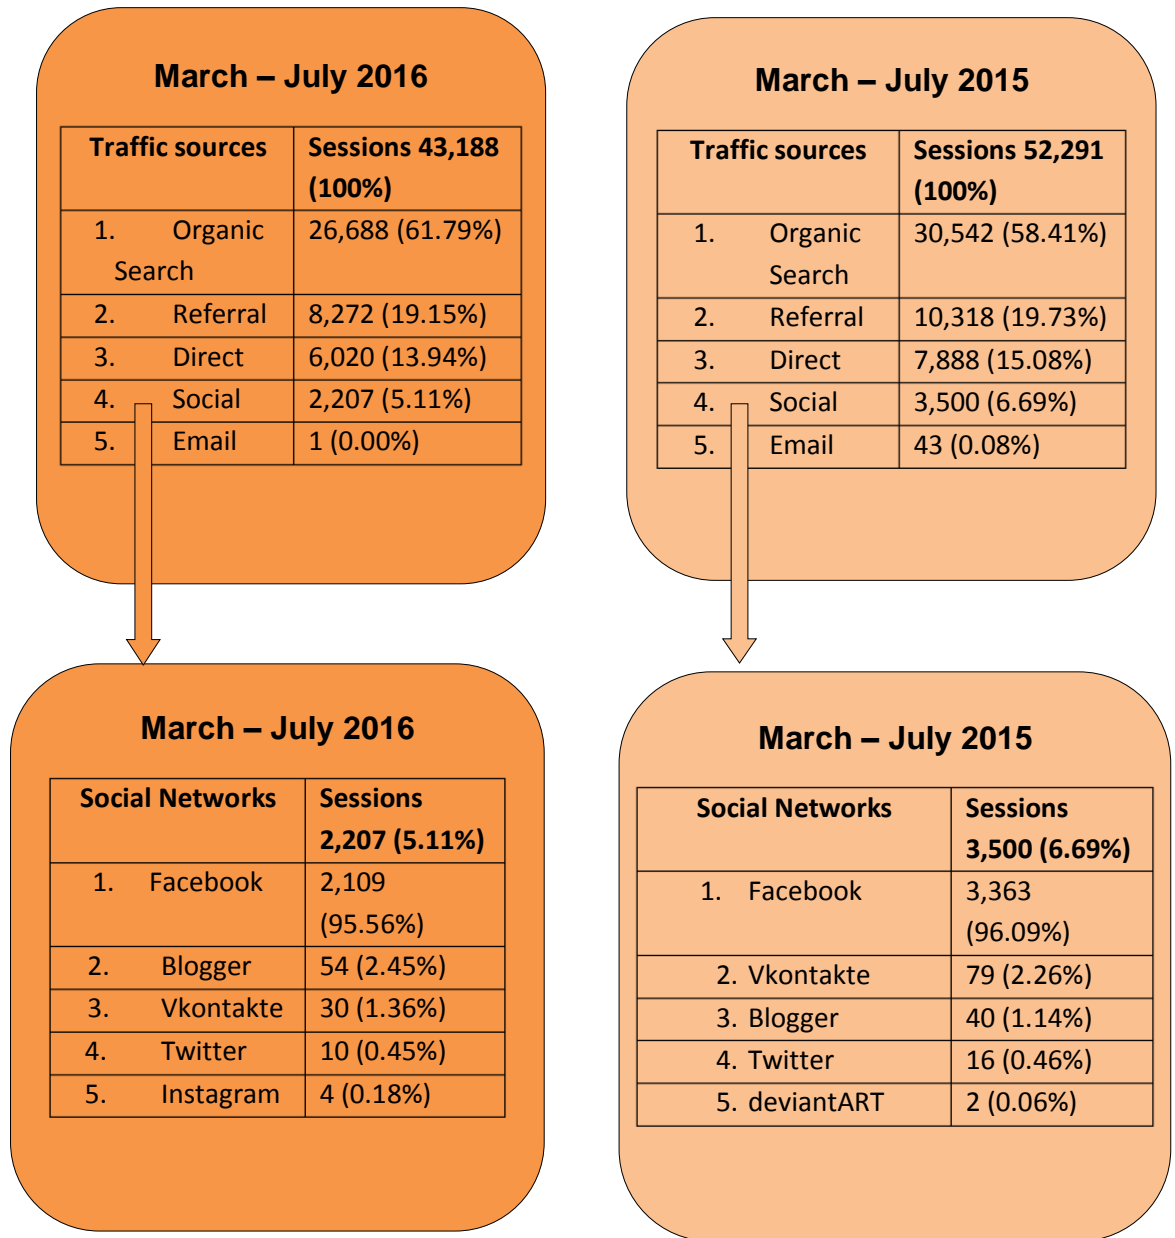 March – July 2016
Traffic sources Sessions 43,188
(100%)
1. Organic 26,688 (61.79%)
Search
2. Referral 8,272 (19.15%)
3. Direct 6,020 (13.94%)
4. Social 2,207 (5.11%)
5. Email 1 (0.00%)
March – July 2015
Traffic sources Sessions 52,291
(100%)
1. Organic 30,542 (58.41%)
Search
2. Referral 10,318 (19.73%)
3. Direct 7,888 (15.08%)
4. Social 3,500 (6.69%)
5. Email 43 (0.08%)
March – July 2016
Social Networks Sessions
2,207 (5.11%)
1. Facebook 2,109
(95.56%)
2. Blogger 54 (2.45%)
3. Vkontakte 30 (1.36%)
4. Twitter 10 (0.45%)
5. Instagram 4 (0.18%)
March – July 2015
Social Networks Sessions
3,500 (6.69%)
1. Facebook 3,363
(96.09%)
2. Vkontakte 79 (2.26%)
3. Blogger 40 (1.14%)
4. Twitter 16 (0.46%)
5. deviantART 2 (0.06%)